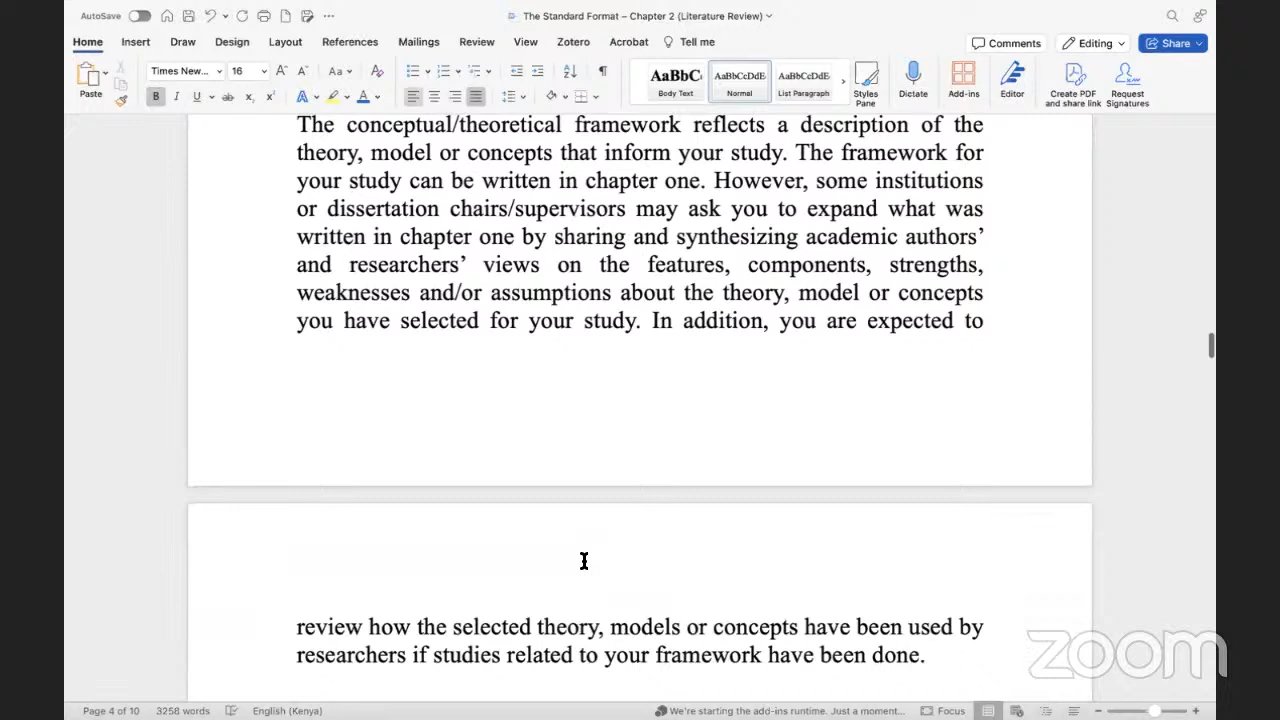 AutoSave
The Standard Format – Chapter 2 (Literature Review)
Home Insert Draw Design Layout References Mailings Review View Zotero Acrobat Tell me
Comments Editing Share
Paste
Times New... 16
Aa
AaBbC AaBbCcDdE AaBbCcDdE
Body Text Normal List Paragraph
Styles Pane
Dictate
Add-ins
Editor
Create PDF and share link
Request Signatures
The conceptual/theoretical framework reflects a description of the
theory, model or concepts that inform your study. The framework for
your study can be written in chapter one. However, some institutions
or dissertation chairs/supervisors may ask you to expand what was
written in chapter one by sharing and synthesizing academic authors’
and researchers’ views on the features, components, strengths,
weaknesses and/or assumptions about the theory, model or concepts
you have selected for your study. In addition, you are expected to
review how the selected theory, models or concepts have been used by
researchers if studies related to your framework have been done.
zoom
Page 4 of 10 3258 words English (Kenya) We're starting the add-ins runtime. Just a moment... Focus